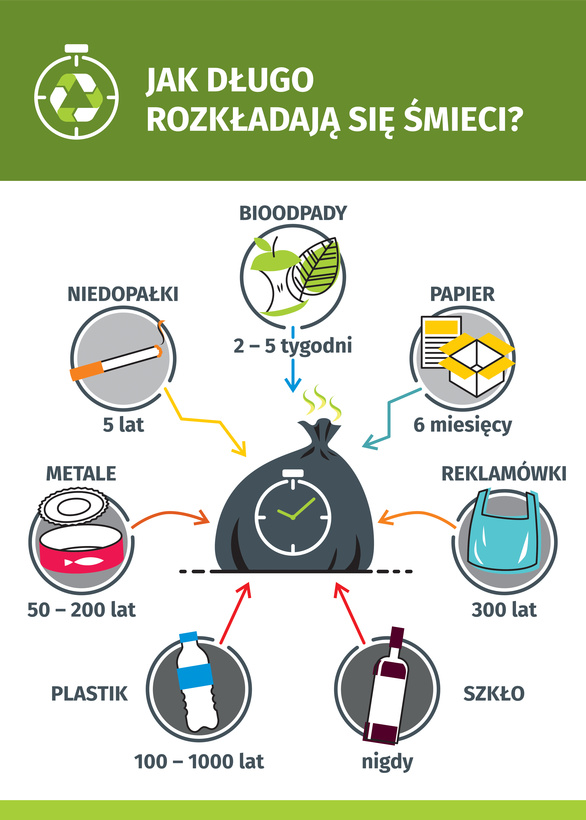 JAK DŁUGO
ROZKŁADAJĄ SIĘ ŚMIECI?
BIOODPADY
2 – 5 tygodni
NIEDOPAŁKI
5 lat
PAPIER
6 miesięcy
METALE
50 – 200 lat
REKLAMÓWKI
300 lat
PLASTIK
100 – 1000 lat
SZKŁO
nigdy